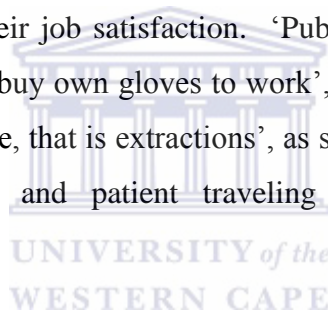 eir job satisfaction. ‘Pub
buy own gloves to work’,
e, that is extractions’, as s
and patient traveling
UNIVERSITY of the
WESTERN CAPE